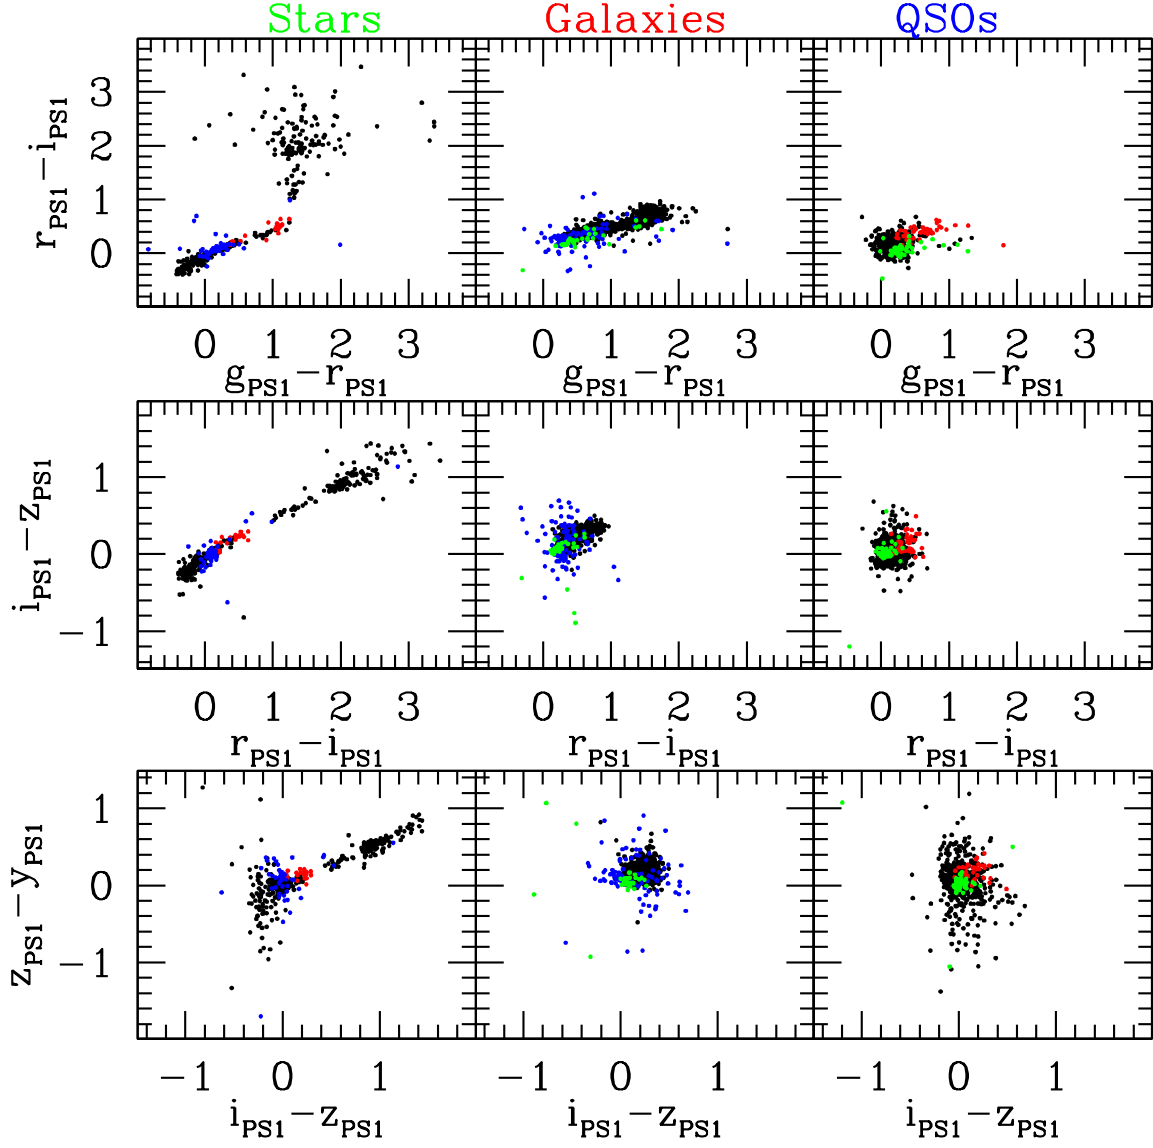 Stars Galaxies QSOs
3
2
1
0
r_PS1−i_PS1
0 1 2 3 0 1 2 3 0 1 2 3
g_PS1−r_PS1 g_PS1−r_PS1 g_PS1−r_PS1
1
0
−1
i_PS1−z_PS1
0 1 2 3 0 1 2 3 0 1 2 3
r_PS1−i_PS1 r_PS1−i_PS1 r_PS1−i_PS1
1
0
−1
z_PS1−y_PS1
−1 0 1 −1 0 1 −1 0 1
i_PS1−z_PS1 i_PS1−z_PS1 i_PS1−z_PS1